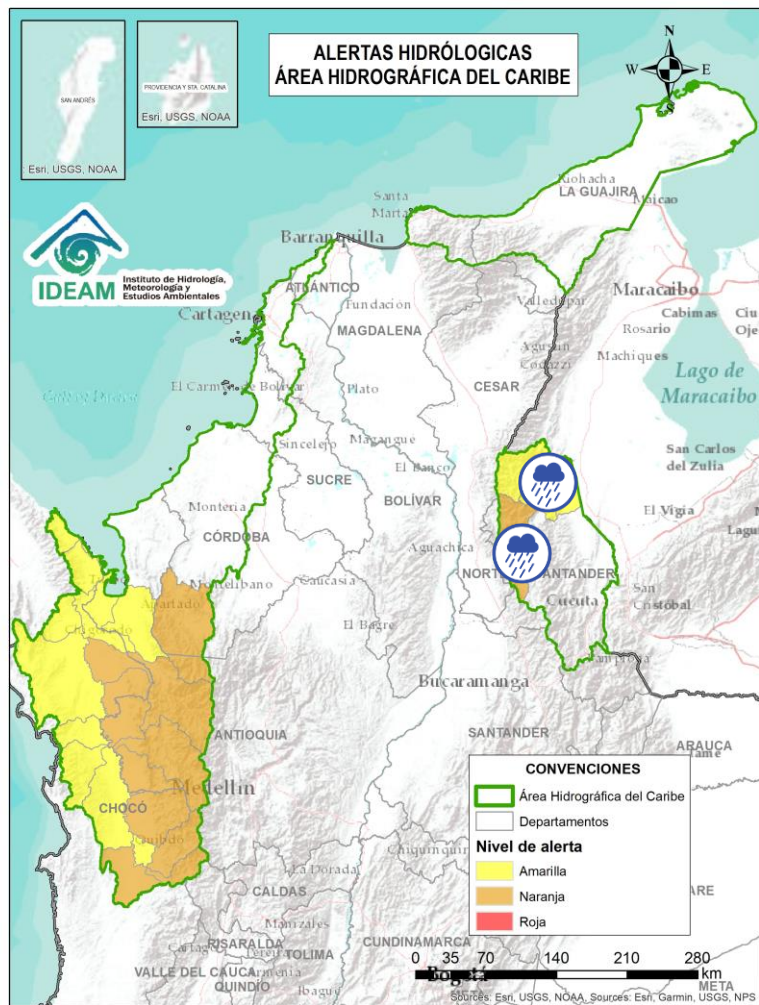 ALERTAS HIDRÓLOGICAS
ÁREA HIDROGRÁFICA DEL CARIBE
N
W E
S
SAN ANDRÉS
Esri, USGS, NOAA
PROVIDENCIA Y STA. CATALINA
Esri, USGS, NOAA
IDEAM
Instituto de Hidrología,
Meteorología y
Estudios Ambientales
Riohacha
LA GUAJIRA
Maicao
Santa
Marta
Barranquilla
ATLÁNTICO
Fundación
Valledupar
Maracaibo
Cartagena
MAGDALENA
Cabimas
Ciu
Oje
Rosario
Machiques
Agustín
Codazzi
Lago de
Maracaibo
CESAR
El Carmen de Bolívar
Plato
Sincelejo
Magangué
San Carlos
del Zulia
SUCRE
El Banco
BOLÍVAR
Montería
El Vigía
CÓRDOBA
Aguachica
NORTE
SANTANDER
Montelíbano
Caucasia
Apartadó
Cúcuta
San
Cristóbal
El Bagre
Pamplona
Bucaramanga
ANTIOQUIA
SANTANDER
ARAUCA
Medellín
CHOCÓ
Quibdó
La Dorada
CALDAS
Manizales
RISARALDA
TOLIMA
CUNDINAMARCA
VALLE DEL CAUCA
Armenia
QUINDÍO
Ibagué
Bogotá
META
CONVENCIONES
Área Hidrográfica del Caribe
Departamentos
Nivel de alerta
Amarilla
Naranja
Roja
0 35 70 140 210 280
km
Sources: Esri, USGS, NOAA, Sources: Esri, Garmin, USGS, NPS